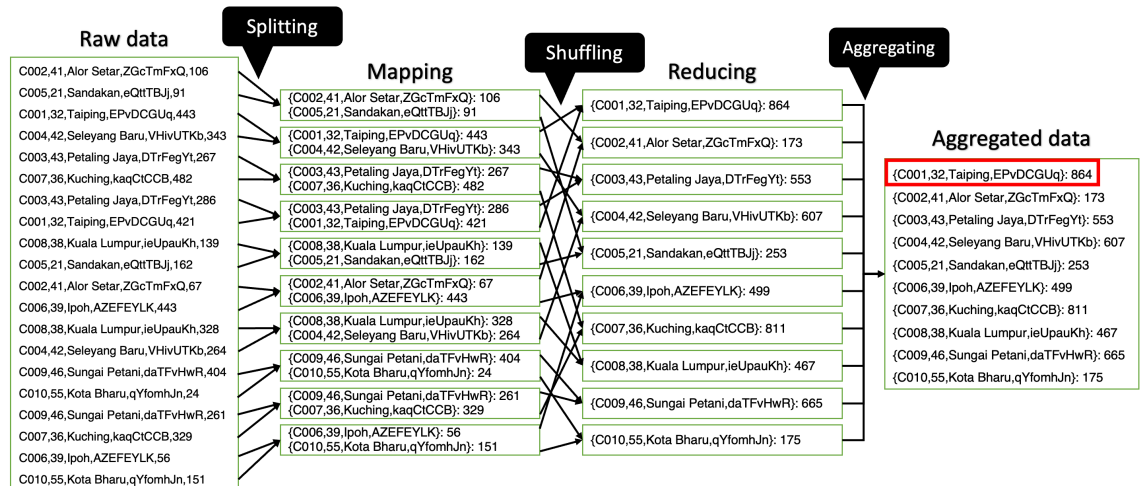 Raw data
C002,41,Alor Setar,ZGcTmFxQ,106
C005,21,Sandakan,eQttTBJj,91
C001,32,Taiping,EPvDCGUq,443
C004,42,Seleyang Baru,VHivUTKb,343
C003,43,Petaling Jaya,DTrFegYt,267
C007,36,Kuching,kaqCtCCB,482
C003,43,Petaling Jaya,DTrFegYt,286
C001,32,Taiping,EPvDCGUq,421
C008,38,Kuala Lumpur,ieUpauKh,139
C005,21,Sandakan,eQttTBJj,162
C002,41,Alor Setar,ZGcTmFxQ,67
C006,39,Ipoh,AZEFEYLK,443
C008,38,Kuala Lumpur,ieUpauKh,328
C004,42,Seleyang Baru,VHivUTKb,264
C009,46,Sungai Petani,daTFvHwR,404
C010,55,Kota Bharu,qYfomhJn,24
C009,46,Sungai Petani,daTFvHwR,261
C007,36,Kuching,kaqCtCCB,329
C006,39,Ipoh,AZEFEYLK,56
C010,55,Kota Bharu,qYfomhJn,151
Splitting
Mapping
{C002,41,Alor Setar,ZGcTmFxQ}: 106
{C005,21,Sandakan,eQttTBJj}: 91
{C001,32,Taiping,EPvDCGUq}: 443
{C004,42,Seleyang Baru,VHivUTKb}: 343
{C003,43,Petaling Jaya,DTrFegYt}: 267
{C007,36,Kuching,kaqCtCCB}: 482
{C003,43,Petaling Jaya,DTrFegYt}: 286
{C001,32,Taiping,EPvDCGUq}: 421
{C008,38,Kuala Lumpur,ieUpauKh}: 139
{C005,21,Sandakan,eQttTBJj}: 162
{C002,41,Alor Setar,ZGcTmFxQ}: 67
{C006,39,Ipoh,AZEFEYLK}: 443
{C008,38,Kuala Lumpur,ieUpauKh}: 328
{C004,42,Seleyang Baru,VHivUTKb}: 264
{C009,46,Sungai Petani,daTFvHwR}: 404
{C010,55,Kota Bharu,qYfomhJn}: 24
{C009,46,Sungai Petani,daTFvHwR}: 261
{C007,36,Kuching,kaqCtCCB}: 329
{C006,39,Ipoh,AZEFEYLK}: 56
{C010,55,Kota Bharu,qYfomhJn}: 151
Shuffling
Reducing
{C001,32,Taiping,EPvDCGUq}: 864
{C002,41,Alor Setar,ZGcTmFxQ}: 173
{C003,43,Petaling Jaya,DTrFegYt}: 553
{C004,42,Seleyang Baru,VHivUTKb}: 607
{C005,21,Sandakan,eQttTBJj}: 253
{C006,39,Ipoh,AZEFEYLK}: 499
{C007,36,Kuching,kaqCtCCB}: 811
{C008,38,Kuala Lumpur,ieUpauKh}: 467
{C009,46,Sungai Petani,daTFvHwR}: 665
{C010,55,Kota Bharu,qYfomhJn}: 175
Aggregating
Aggregated data
{C001,32,Taiping,EPvDCGUq}: 864
{C002,41,Alor Setar,ZGcTmFxQ}: 173
{C003,43,Petaling Jaya,DTrFegYt}: 553
{C004,42,Seleyang Baru,VHivUTKb}: 607
{C005,21,Sandakan,eQttTBJj}: 253
{C006,39,Ipoh,AZEFEYLK}: 499
{C007,36,Kuching,kaqCtCCB}: 811
{C008,38,Kuala Lumpur,ieUpauKh}: 467
{C009,46,Sungai Petani,daTFvHwR}: 665
{C010,55,Kota Bharu,qYfomhJn}: 175